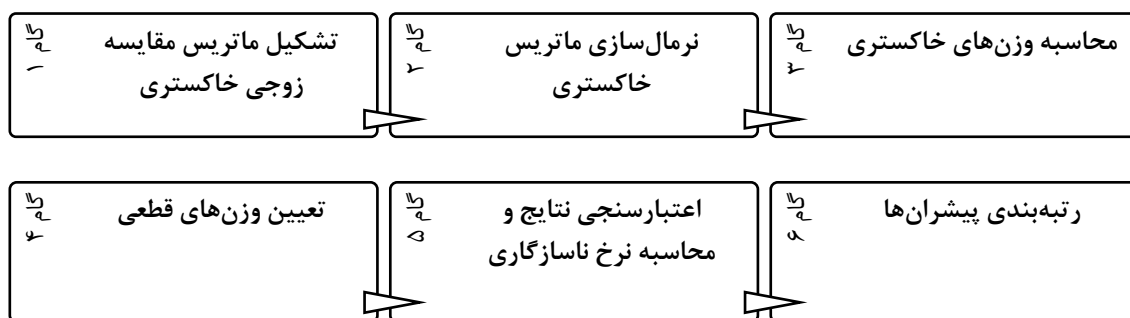 گام ۱
تشکیل ماتریس مقایسه
زوجی خاکستری
گام ۲
نرمال‌سازی ماتریس
خاکستری
گام ۳
محاسبه وزن‌های خاکستری
گام ۴
تعیین وزن‌های قطعی
گام ۵
اعتبارسنجی نتایج و
محاسبه نرخ ناسازگاری
گام ۶
رتبه‌بندی پیشران‌ها